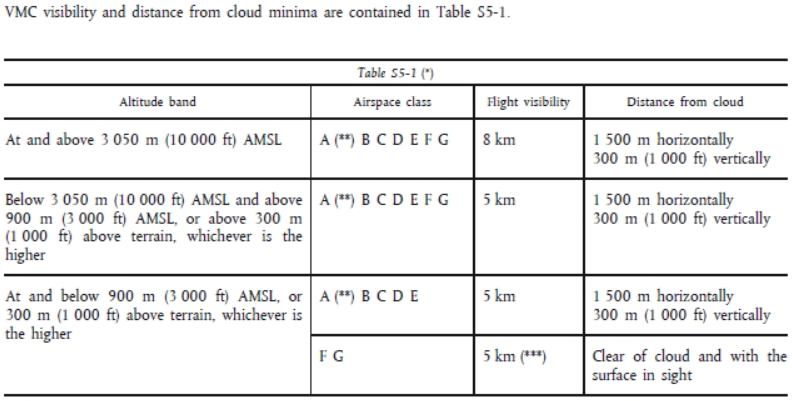 VMC visibility and distance from cloud minima are contained in Table S5-1.
Table S5-1 (*)
Altitude band Airspace class Flight visibility Distance from cloud
At and above 3 050 m (10 000 ft) AMSL A (**) B C D E F G 8 km 1 500 m horizontally
300 m (1 000 ft) vertically
Below 3 050 m (10 000 ft) AMSL and above A (**) B C D E F G 5 km 1 500 m horizontally
900 m (3 000 ft) AMSL, or above 300 m 300 m (1 000 ft) vertically
(1 000 ft) above terrain, whichever is the
higher
At and below 900 m (3 000 ft) AMSL, or A (**) B C D E 5 km 1 500 m horizontally
300 m (1 000 ft) above terrain, whichever is 300 m (1 000 ft) vertically
the higher
F G 5 km (***) Clear of cloud and with the
surface in sight